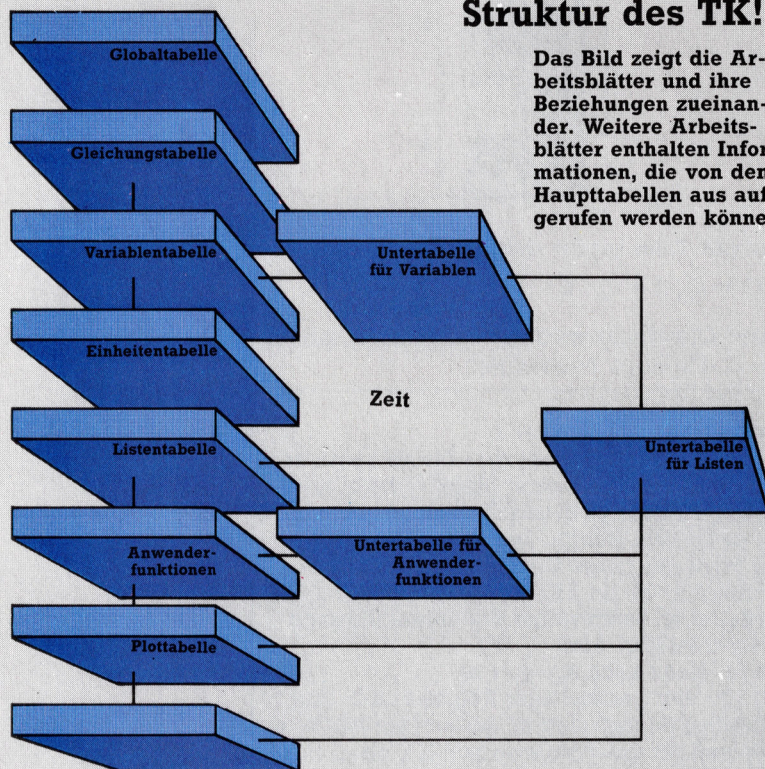 Struktur des TK!
Das Bild zeigt die Ar-
beitsblätter und ihre
Beziehungen zueinan-
der. Weitere Arbeits-
blätter enthalten Infor
mationen, die von den
Haupttabellen aus auf
gerufen werden könne
Globaltabelle
Gleichungstabelle
Variablentabelle
Untertabelle
für Variablen
Einheitentabelle
Zeit
Listentabelle
Untertabelle
für Listen
Anwender-
funktionen
Untertabelle für
Anwender-
funktionen
Plottabelle